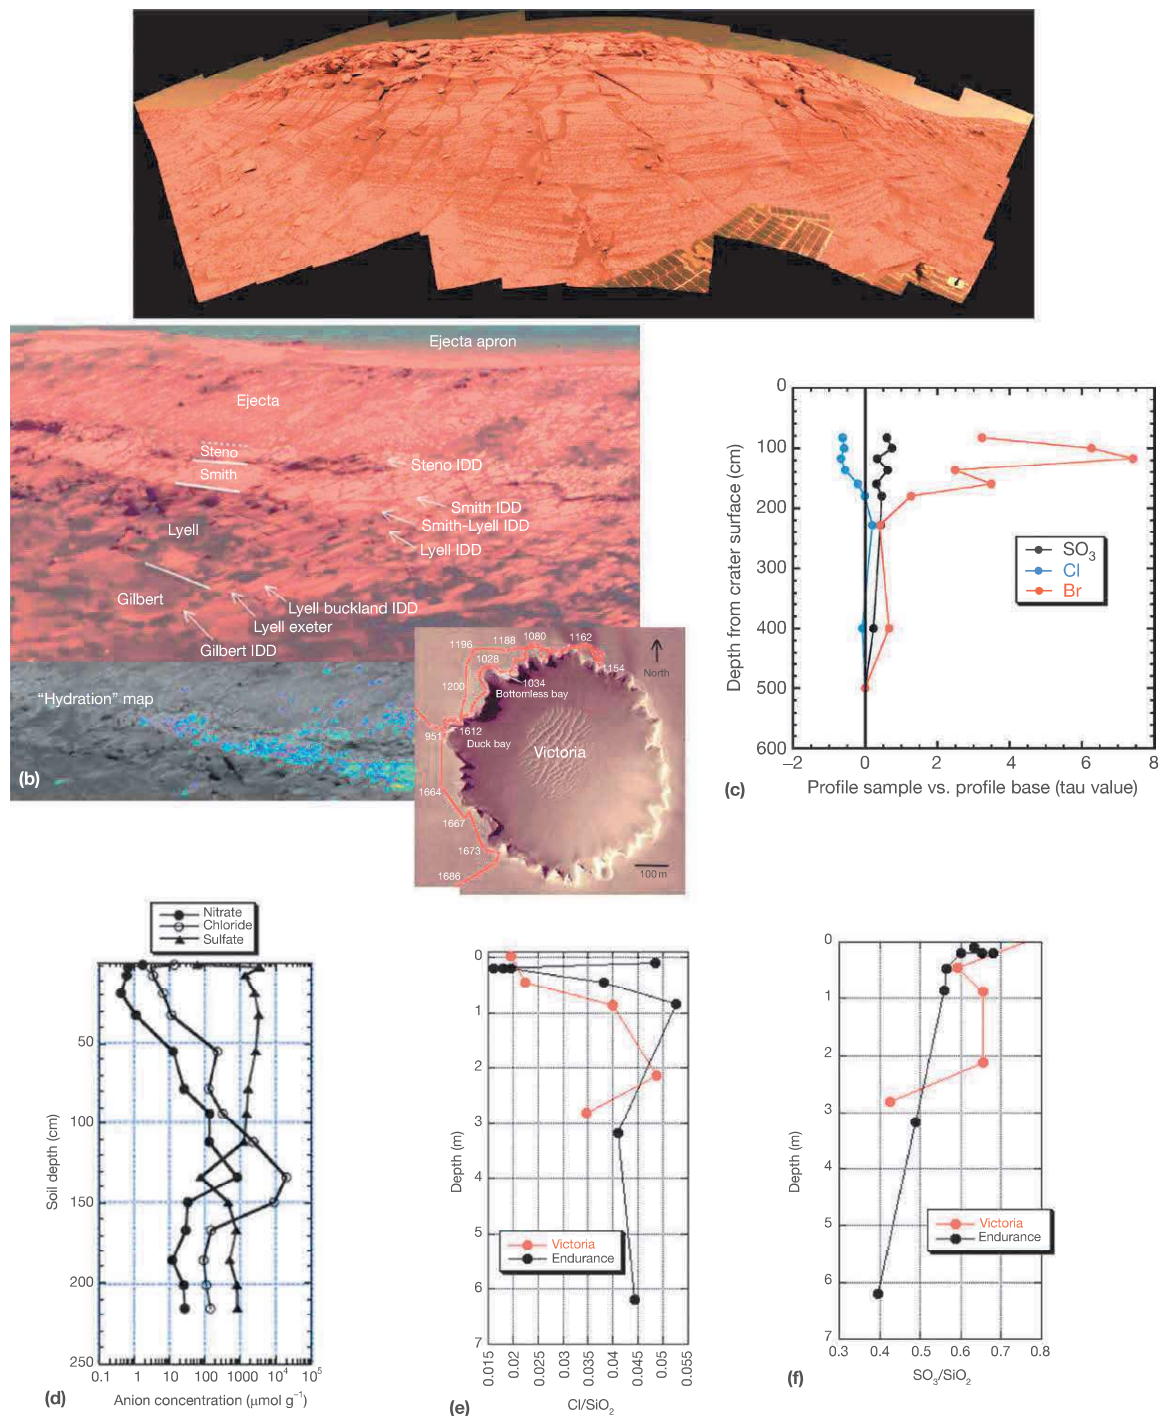 Ejecta apron
Ejecta
Steno
Steno IDD
Smith
Smith IDD
Smith-Lyell IDD
Lyell
Lyell IDD
Gilbert
Lyell buckland IDD
Lyell exeter
Gilbert IDD
"Hydration" map
(b)
1196
1188
1080
1162
1028
1154
1200
1034
Bottomless bay
North
951
1612
Duck bay
Victoria
1664
1667
1673
1686
100 m
0
100
200
300
400
500
600
Depth from crater surface (cm)
SO3
Cl
Br
–2
0
2
4
6
8
(c)
Profile sample vs. profile base (tau value)
Nitrate
Chloride
Sulfate
50
100
150
200
250
Soil depth (cm)
0.1
1
10
100
1000
10⁴
10⁵
(d)
Anion concentration (μmol g⁻¹)
0
1
2
3
4
5
6
7
Depth (m)
Victoria
Endurance
0.015
0.02
0.025
0.03
0.035
0.04
0.045
0.05
0.055
(e)
Cl/SiO2
0
1
2
3
4
5
6
7
Depth (m)
Victoria
Endurance
0.3
0.4
0.5
0.6
0.7
0.8
(f)
SO3/SiO2